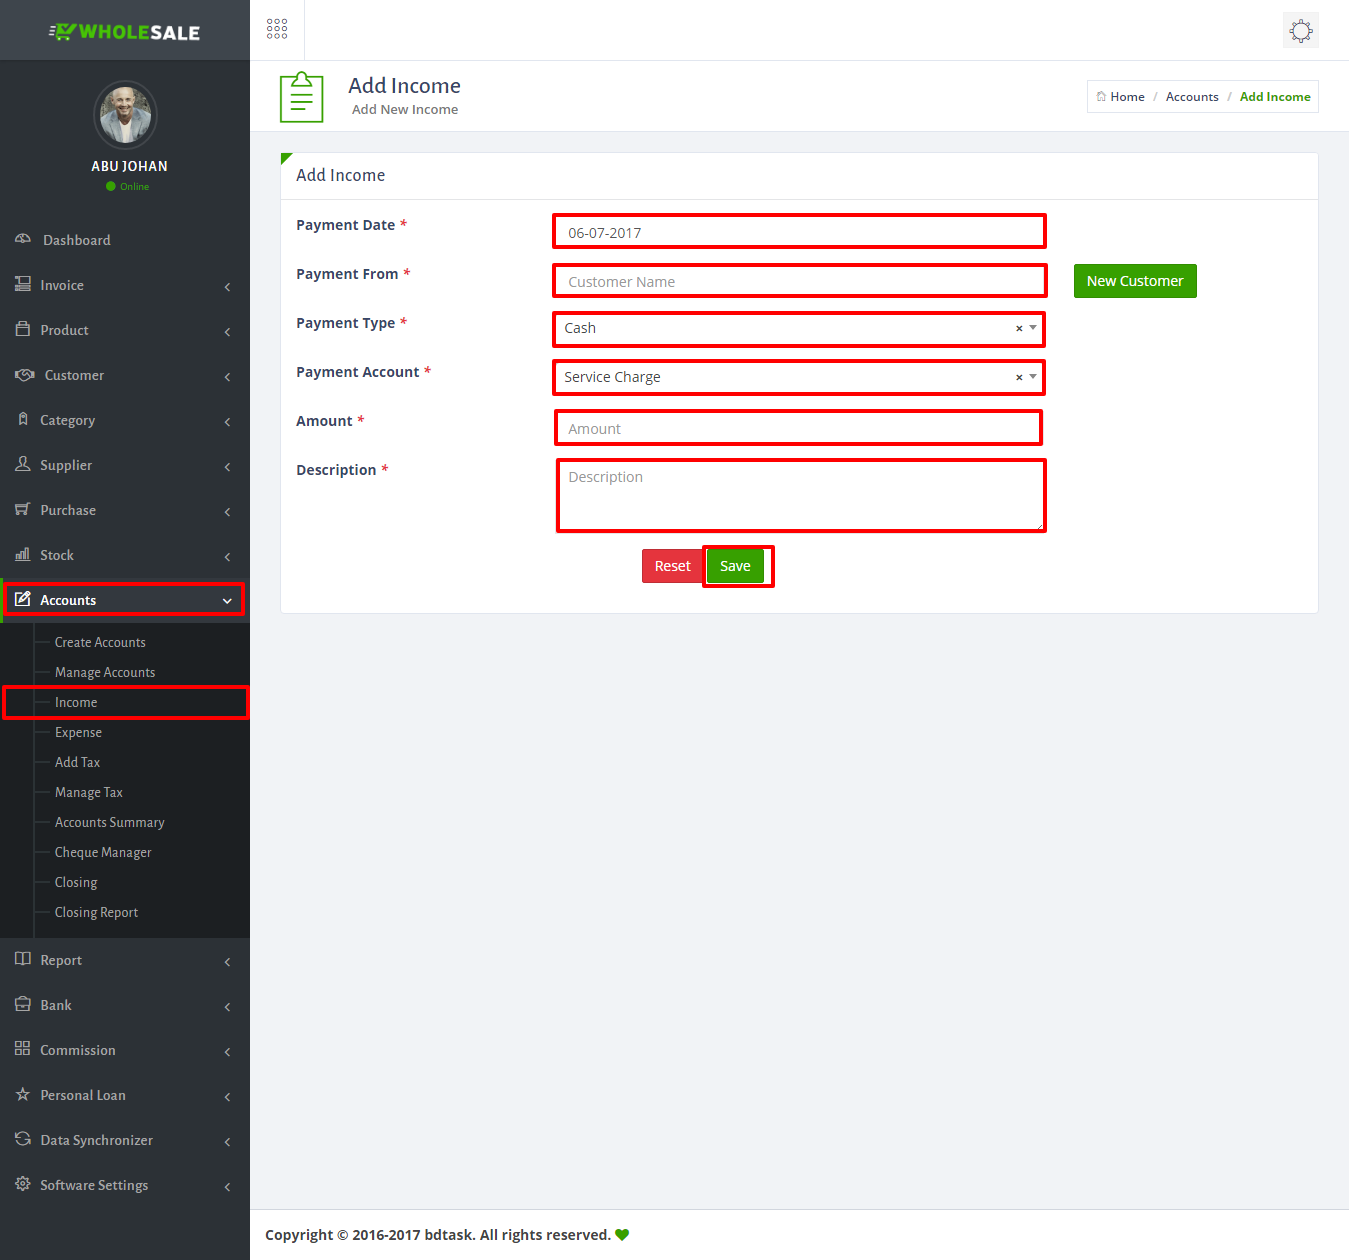 WHOLESALE
ABU JOHAN
Online
Dashboard
Invoice
Product
Customer
Category
Supplier
Purchase
Stock
Accounts
Create Accounts
Manage Accounts
Income
Expense
Add Tax
Manage Tax
Accounts Summary
Cheque Manager
Closing
Closing Report
Report
Bank
Commission
Personal Loan
Data Synchronizer
Software Settings
Add Income
Add New Income
Home / Accounts / Add Income
Add Income
Payment Date *
06-07-2017
Payment From *
Customer Name
New Customer
Payment Type *
Cash ×
Payment Account *
Service Charge ×
Amount *
Amount
Description *
Description
Reset Save
Copyright © 2016-2017 bdtask. All rights reserved.